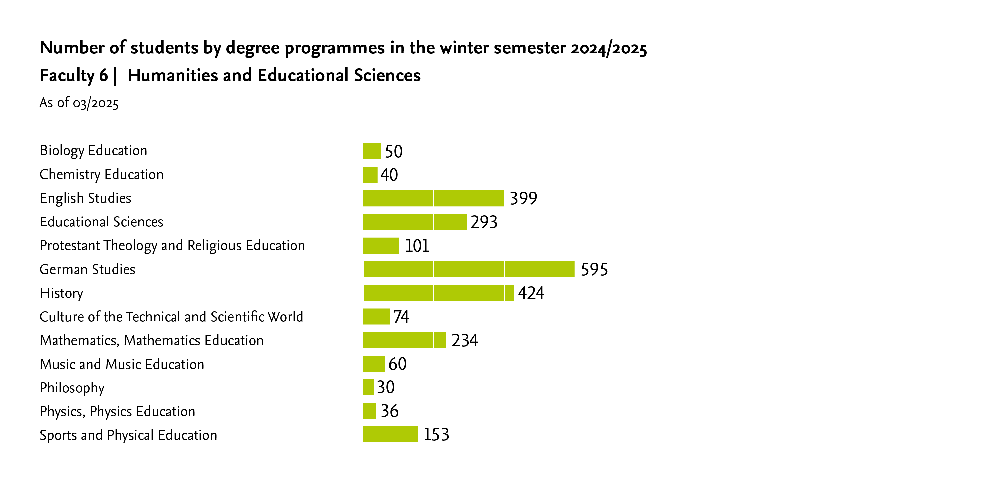 Number of students by degree programmes in the winter semester 2024/2025
Faculty 6 | Humanities and Educational Sciences
As of 03/2025
Biology Education 50
Chemistry Education 40
English Studies 399
Educational Sciences 293
Protestant Theology and Religious Education 101
German Studies 595
History 424
Culture of the Technical and Scientific World 74
Mathematics, Mathematics Education 234
Music and Music Education 60
Philosophy 30
Physics, Physics Education 36
Sports and Physical Education 153